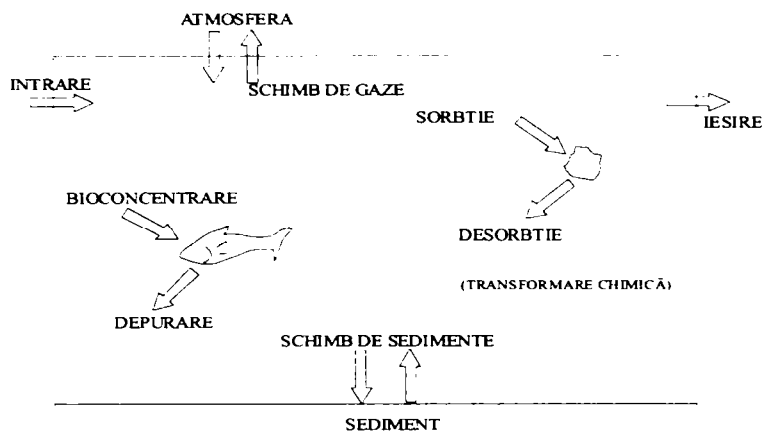 ATMOSFERA
INTRARE
SCHIMB DE GAZE
SORBTIE
IESIRE
BIOCONCENTRARE
DESORBTIE
(TRANSFORMARE CHIMICĂ)
DEPURARE
SCHIMB DE SEDIMENTE
SEDIMENT